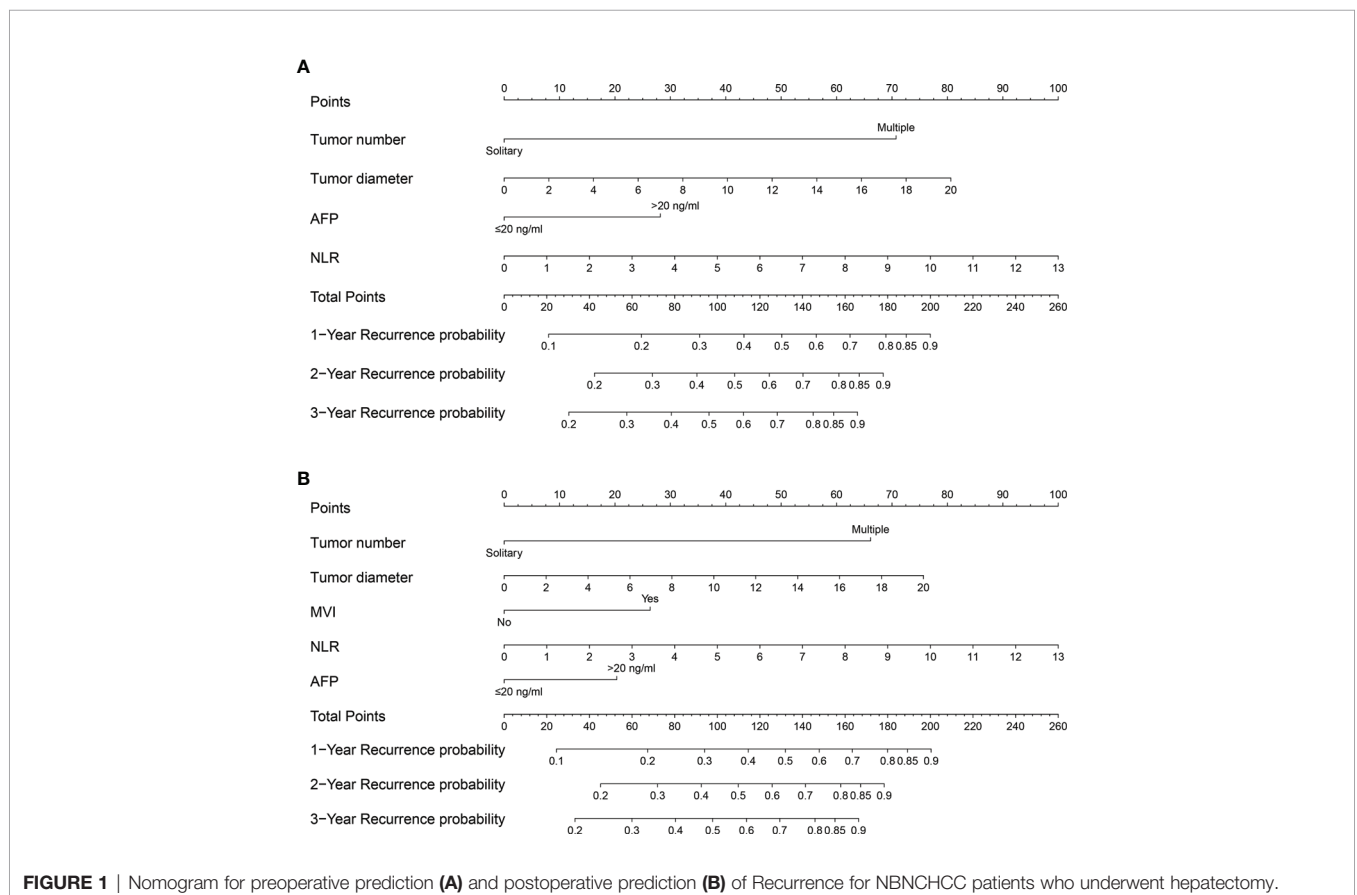 A
0 10 20 30 40 50 60 70 80 90 100
Points
Multiple
Tumor number
Solitary
Tumor diameter
0 2 4 6 8 10 12 14 16 18 20
>20 ng/ml
AFP
≤20 ng/ml
NLR
0 1 2 3 4 5 6 7 8 9 10 11 12 13
Total Points
0 20 40 60 80 100 120 140 160 180 200 220 240 260
1−Year Recurrence probability
0.1 0.2 0.3 0.4 0.5 0.6 0.7 0.8 0.85 0.9
2−Year Recurrence probability
0.2 0.3 0.4 0.5 0.6 0.7 0.8 0.85 0.9
3−Year Recurrence probability
0.2 0.3 0.4 0.5 0.6 0.7 0.8 0.85 0.9
B
0 10 20 30 40 50 60 70 80 90 100
Points
Multiple
Tumor number
Solitary
Tumor diameter
0 2 4 6 8 10 12 14 16 18 20
Yes
MVI
No
NLR
0 1 2 3 4 5 6 7 8 9 10 11 12 13
>20 ng/ml
AFP
≤20 ng/ml
Total Points
0 20 40 60 80 100 120 140 160 180 200 220 240 260
1−Year Recurrence probability
0.1 0.2 0.3 0.4 0.5 0.6 0.7 0.8 0.85 0.9
2−Year Recurrence probability
0.2 0.3 0.4 0.5 0.6 0.7 0.8 0.85 0.9
3−Year Recurrence probability
0.2 0.3 0.4 0.5 0.6 0.7 0.8 0.85 0.9
FIGURE 1 | Nomogram for preoperative prediction (A) and postoperative prediction (B) of Recurrence for NBNCHCC patients who underwent hepatectomy.